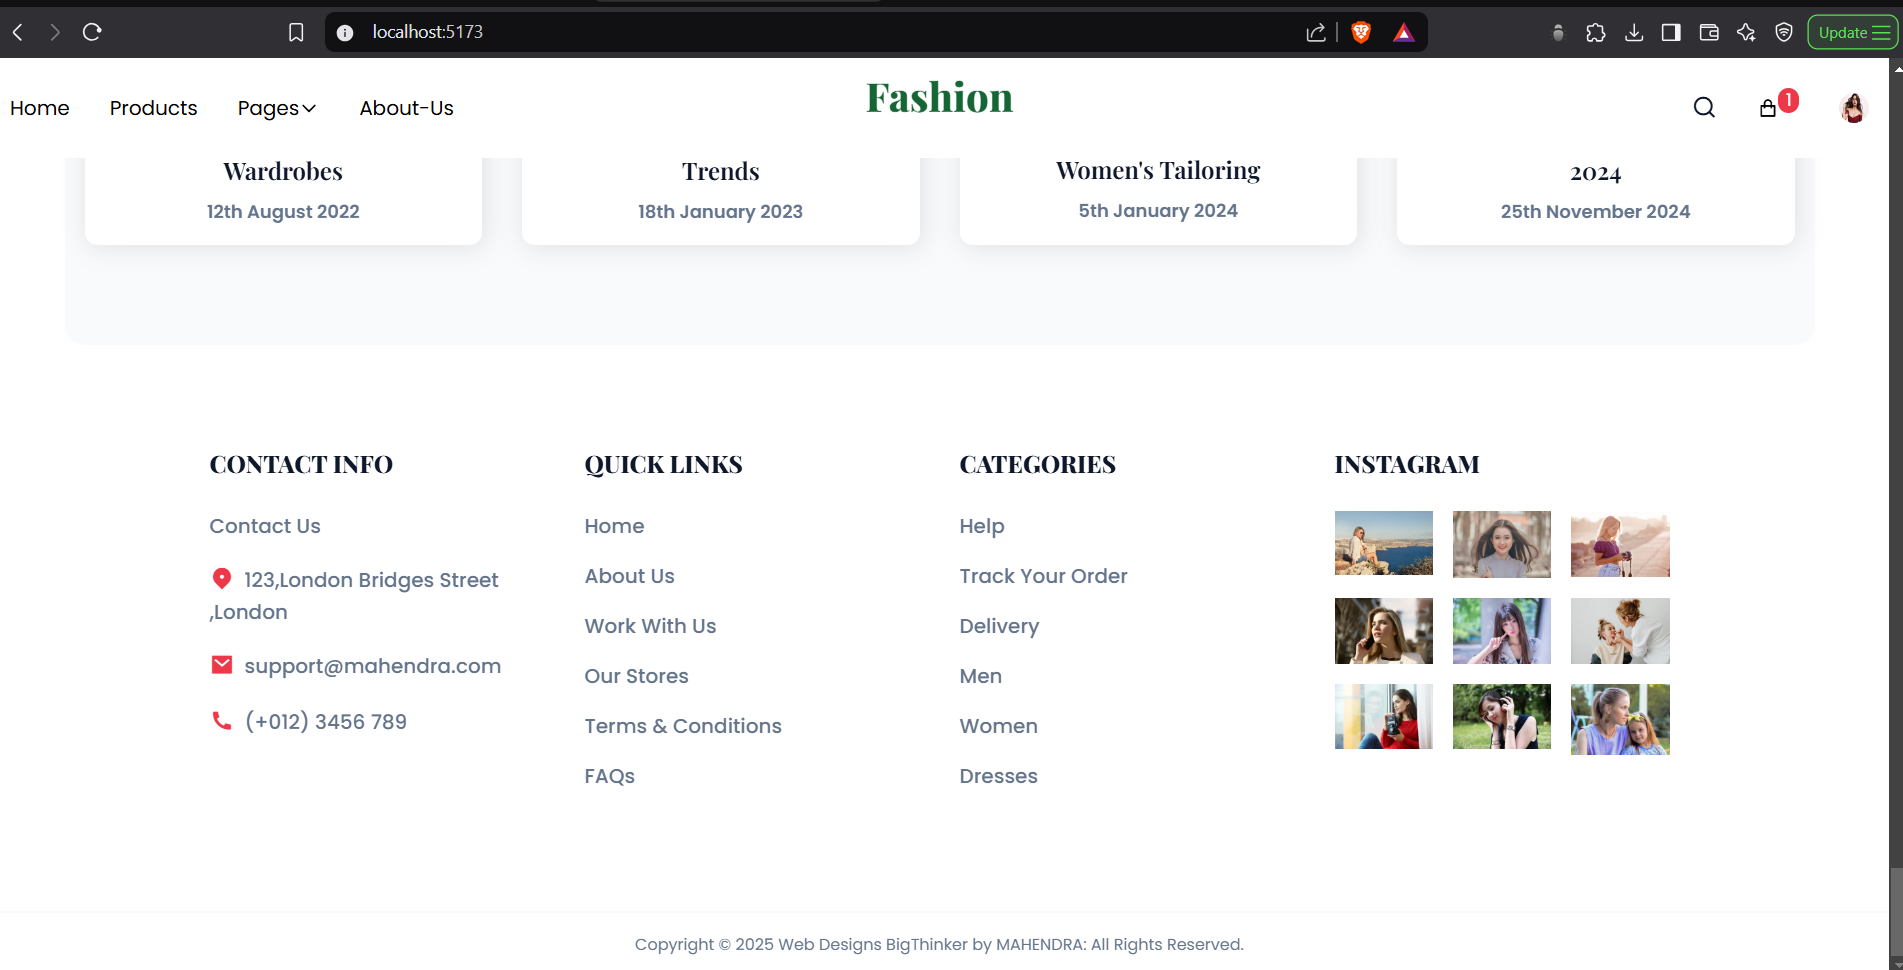 localhost:5173
Update
Home Products Pages About-Us
Fashion
1
Wardrobes
12th August 2022
Trends
18th January 2023
Women's Tailoring
5th January 2024
2024
25th November 2024
CONTACT INFO
Contact Us
123,London Bridges Street
,London
support@mahendra.com
(+012) 3456 789
QUICK LINKS
Home
About Us
Work With Us
Our Stores
Terms & Conditions
FAQs
CATEGORIES
Help
Track Your Order
Delivery
Men
Women
Dresses
INSTAGRAM
Copyright © 2025 Web Designs BigThinker by MAHENDRA: All Rights Reserved.